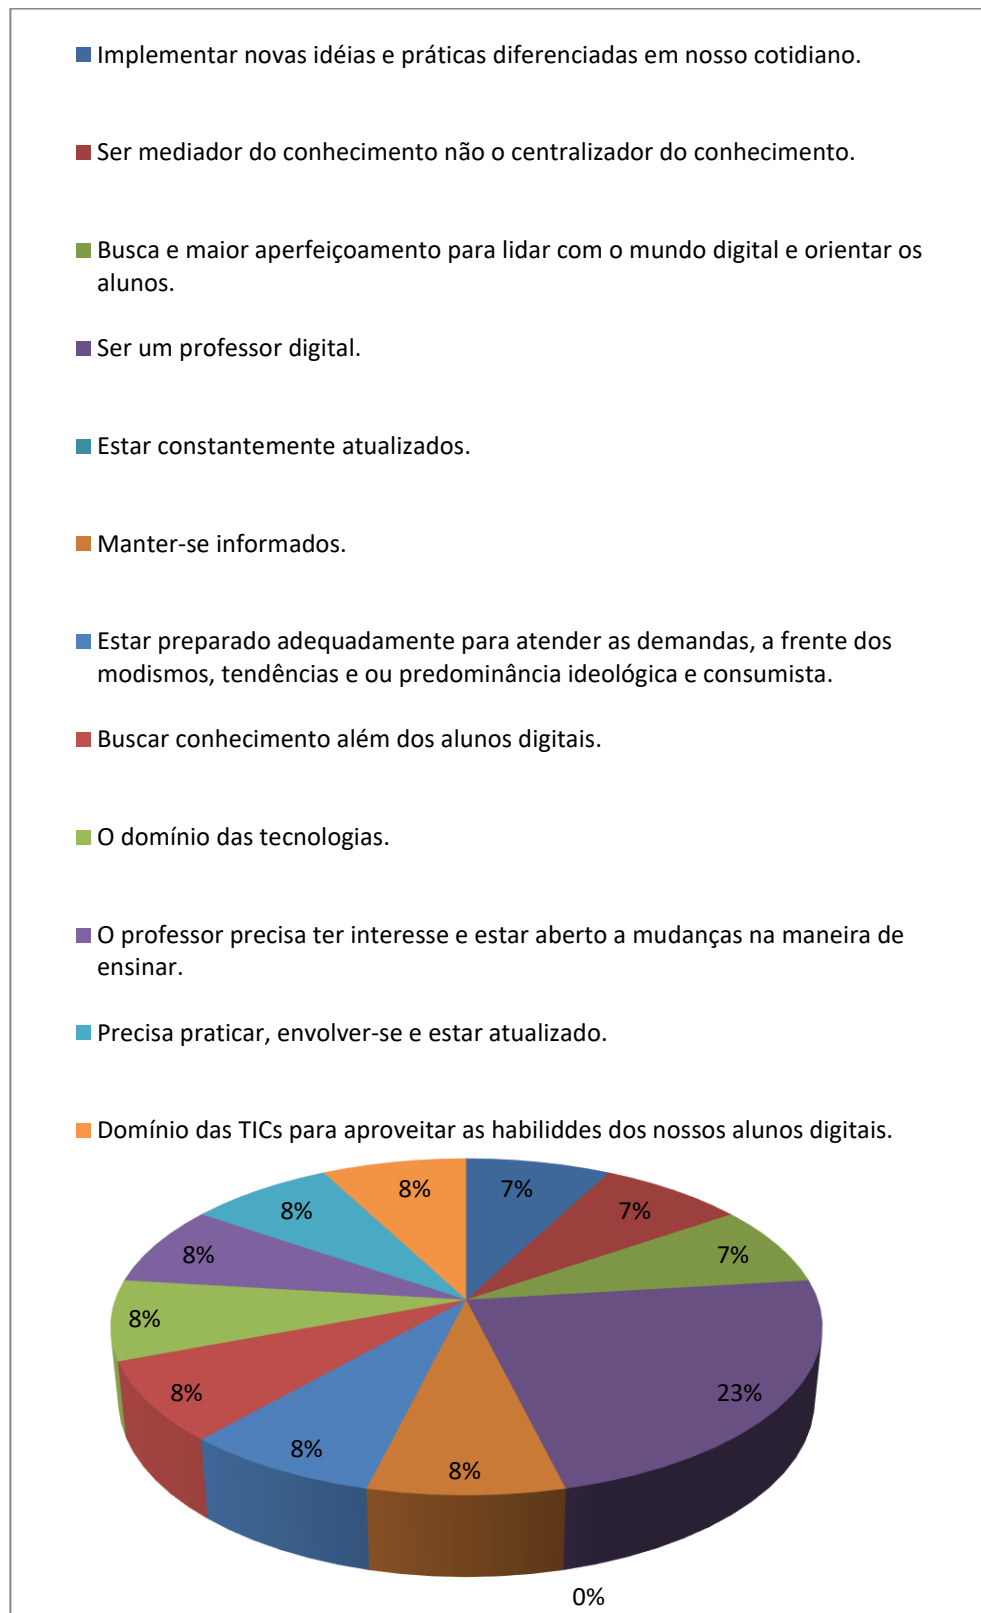 Implementar novas idéias e práticas diferenciadas em nosso cotidiano.
Ser mediador do conhecimento não o centralizador do conhecimento.
Busca e maior aperfeiçoamento para lidar com o mundo digital e orientar os
alunos.
Ser um professor digital.
Estar constantemente atualizados.
Manter-se informados.
Estar preparado adequadamente para atender as demandas, a frente dos
modismos, tendências e ou predominância ideológica e consumista.
Buscar conhecimento além dos alunos digitais.
O domínio das tecnologias.
O professor precisa ter interesse e estar aberto a mudanças na maneira de
ensinar.
Precisa praticar, envolver-se e estar atualizado.
Domínio das TICs para aproveitar as habiliddes dos nossos alunos digitais.
8%
7%
8%
7%
8%
7%
8%
23%
8%
8%
8%
0%